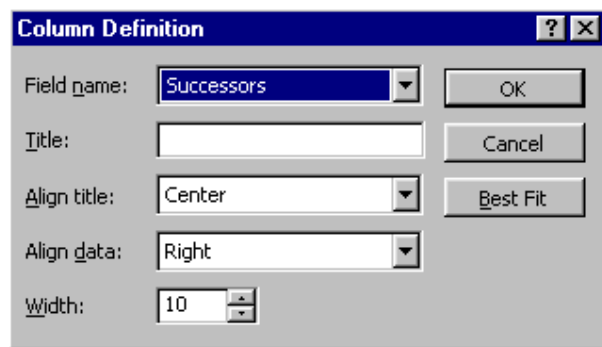 Column Definition
Field name: Successors OK
Title: Cancel
Align title: Center Best Fit
Align data: Right
Width: 10